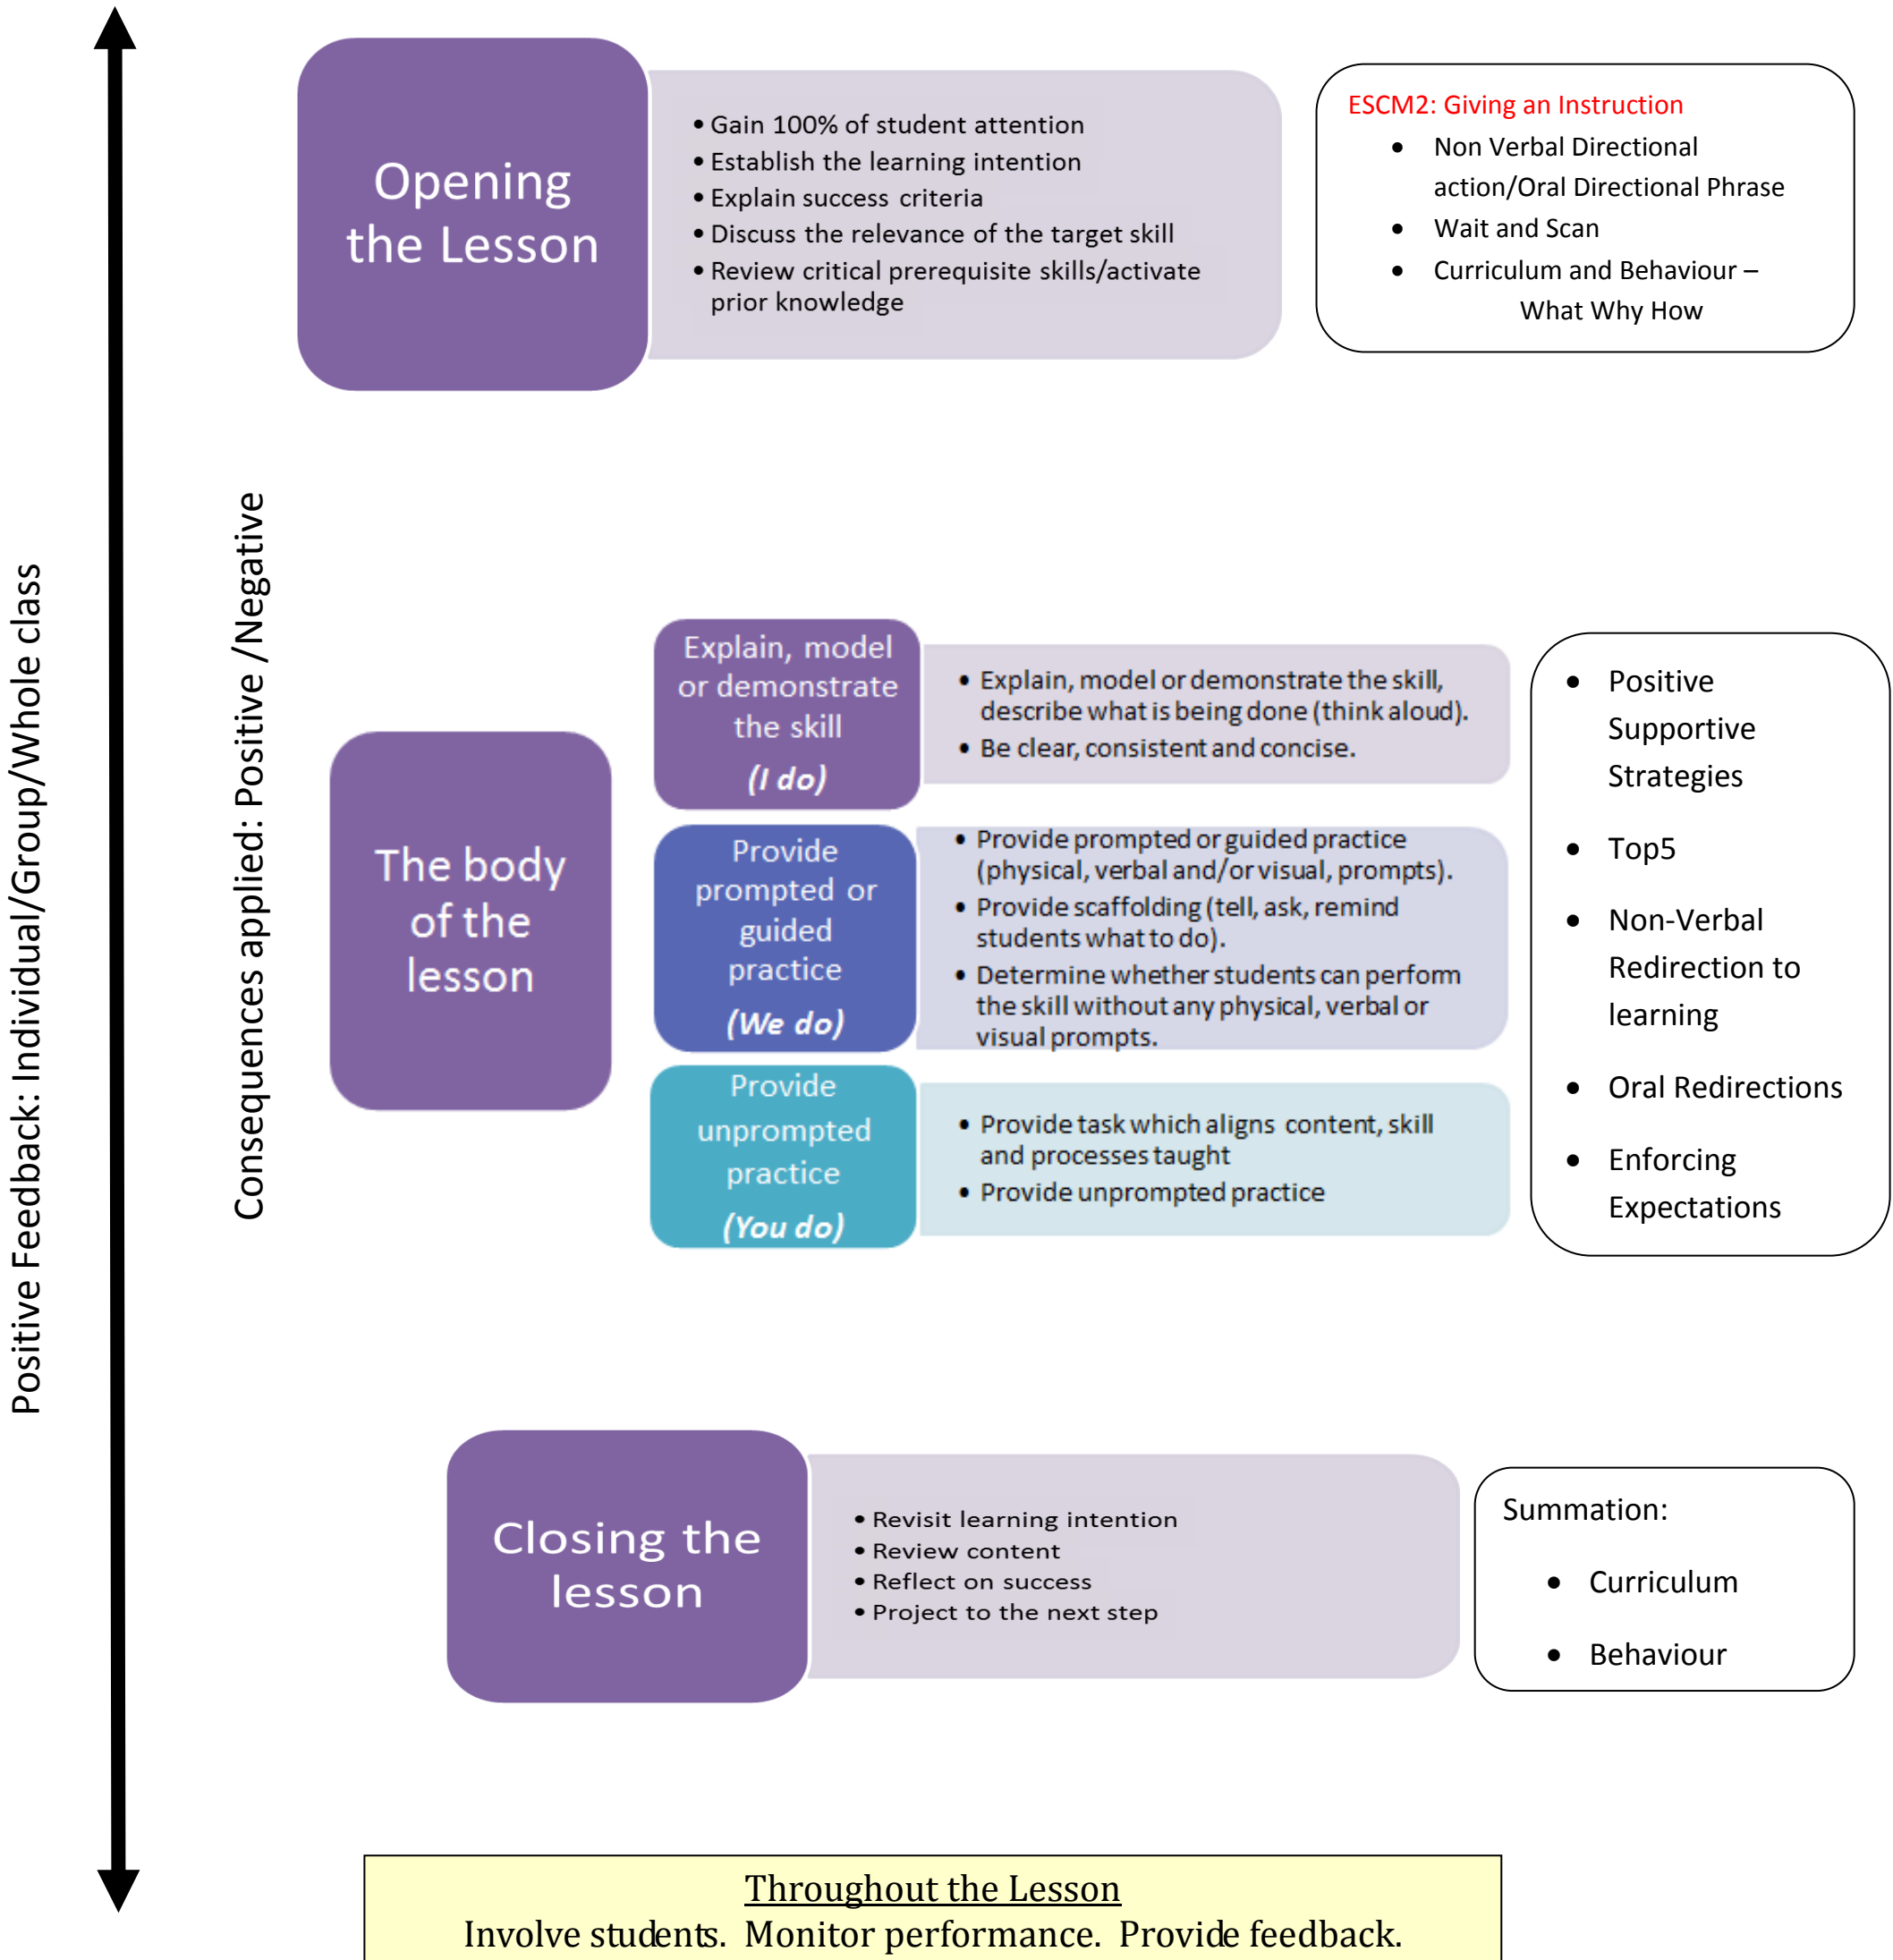 Positive Feedback: Individual/Group/Whole class
Consequences applied: Positive /Negative
Opening
the Lesson
• Gain 100% of student attention
• Establish the learning intention
• Explain success criteria
• Discuss the relevance of the target skill
• Review critical prerequisite skills/activate
prior knowledge
ESCM2: Giving an Instruction
• Non Verbal Directional
action/Oral Directional Phrase
• Wait and Scan
• Curriculum and Behaviour –
What Why How
The body
of the
lesson
Explain, model
or demonstrate
the skill
(I do)
• Explain, model or demonstrate the skill,
describe what is being done (think aloud).
• Be clear, consistent and concise.
Provide
prompted or
guided
practice
(We do)
• Provide prompted or guided practice
(physical, verbal and/or visual, prompts).
• Provide scaffolding (tell, ask, remind
students what to do).
• Determine whether students can perform
the skill without any physical, verbal or
visual prompts.
Provide
unprompted
practice
(You do)
• Provide task which aligns content, skill
and processes taught
• Provide unprompted practice
• Positive
Supportive
Strategies
• Top5
• Non-Verbal
Redirection to
learning
• Oral Redirections
• Enforcing
Expectations
Closing the
lesson
• Revisit learning intention
• Review content
• Reflect on success
• Project to the next step
Summation:
• Curriculum
• Behaviour
Throughout the Lesson
Involve students. Monitor performance. Provide feedback.